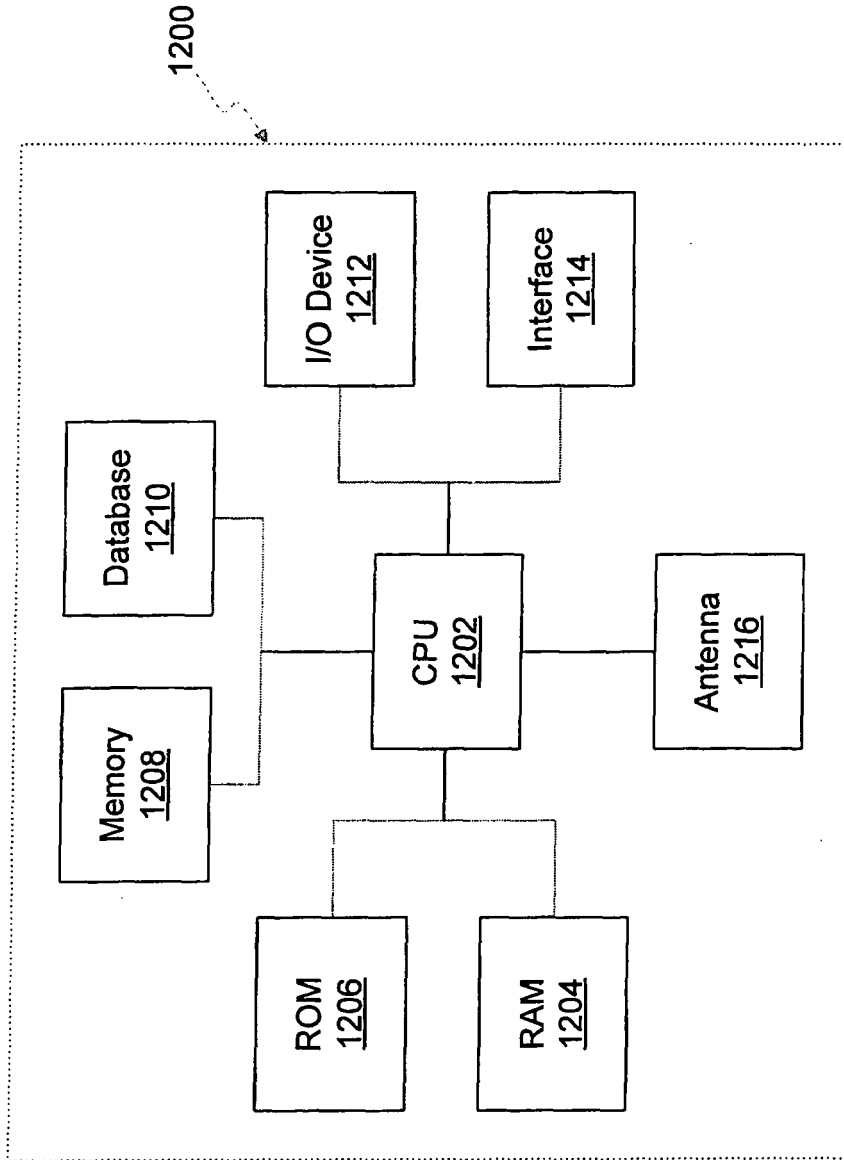 1200
Memory
1208
Database
1210
ROM
1206
CPU
1202
I/O Device
1212
RAM
1204
Interface
1214
Antenna
1216